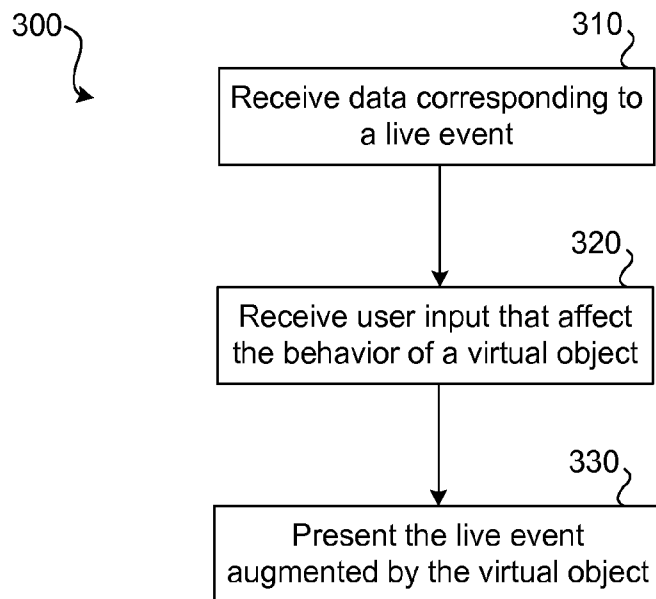 300
310
Receive data corresponding to
a live event
320
Receive user input that affect
the behavior of a virtual object
330
Present the live event
augmented by the virtual object